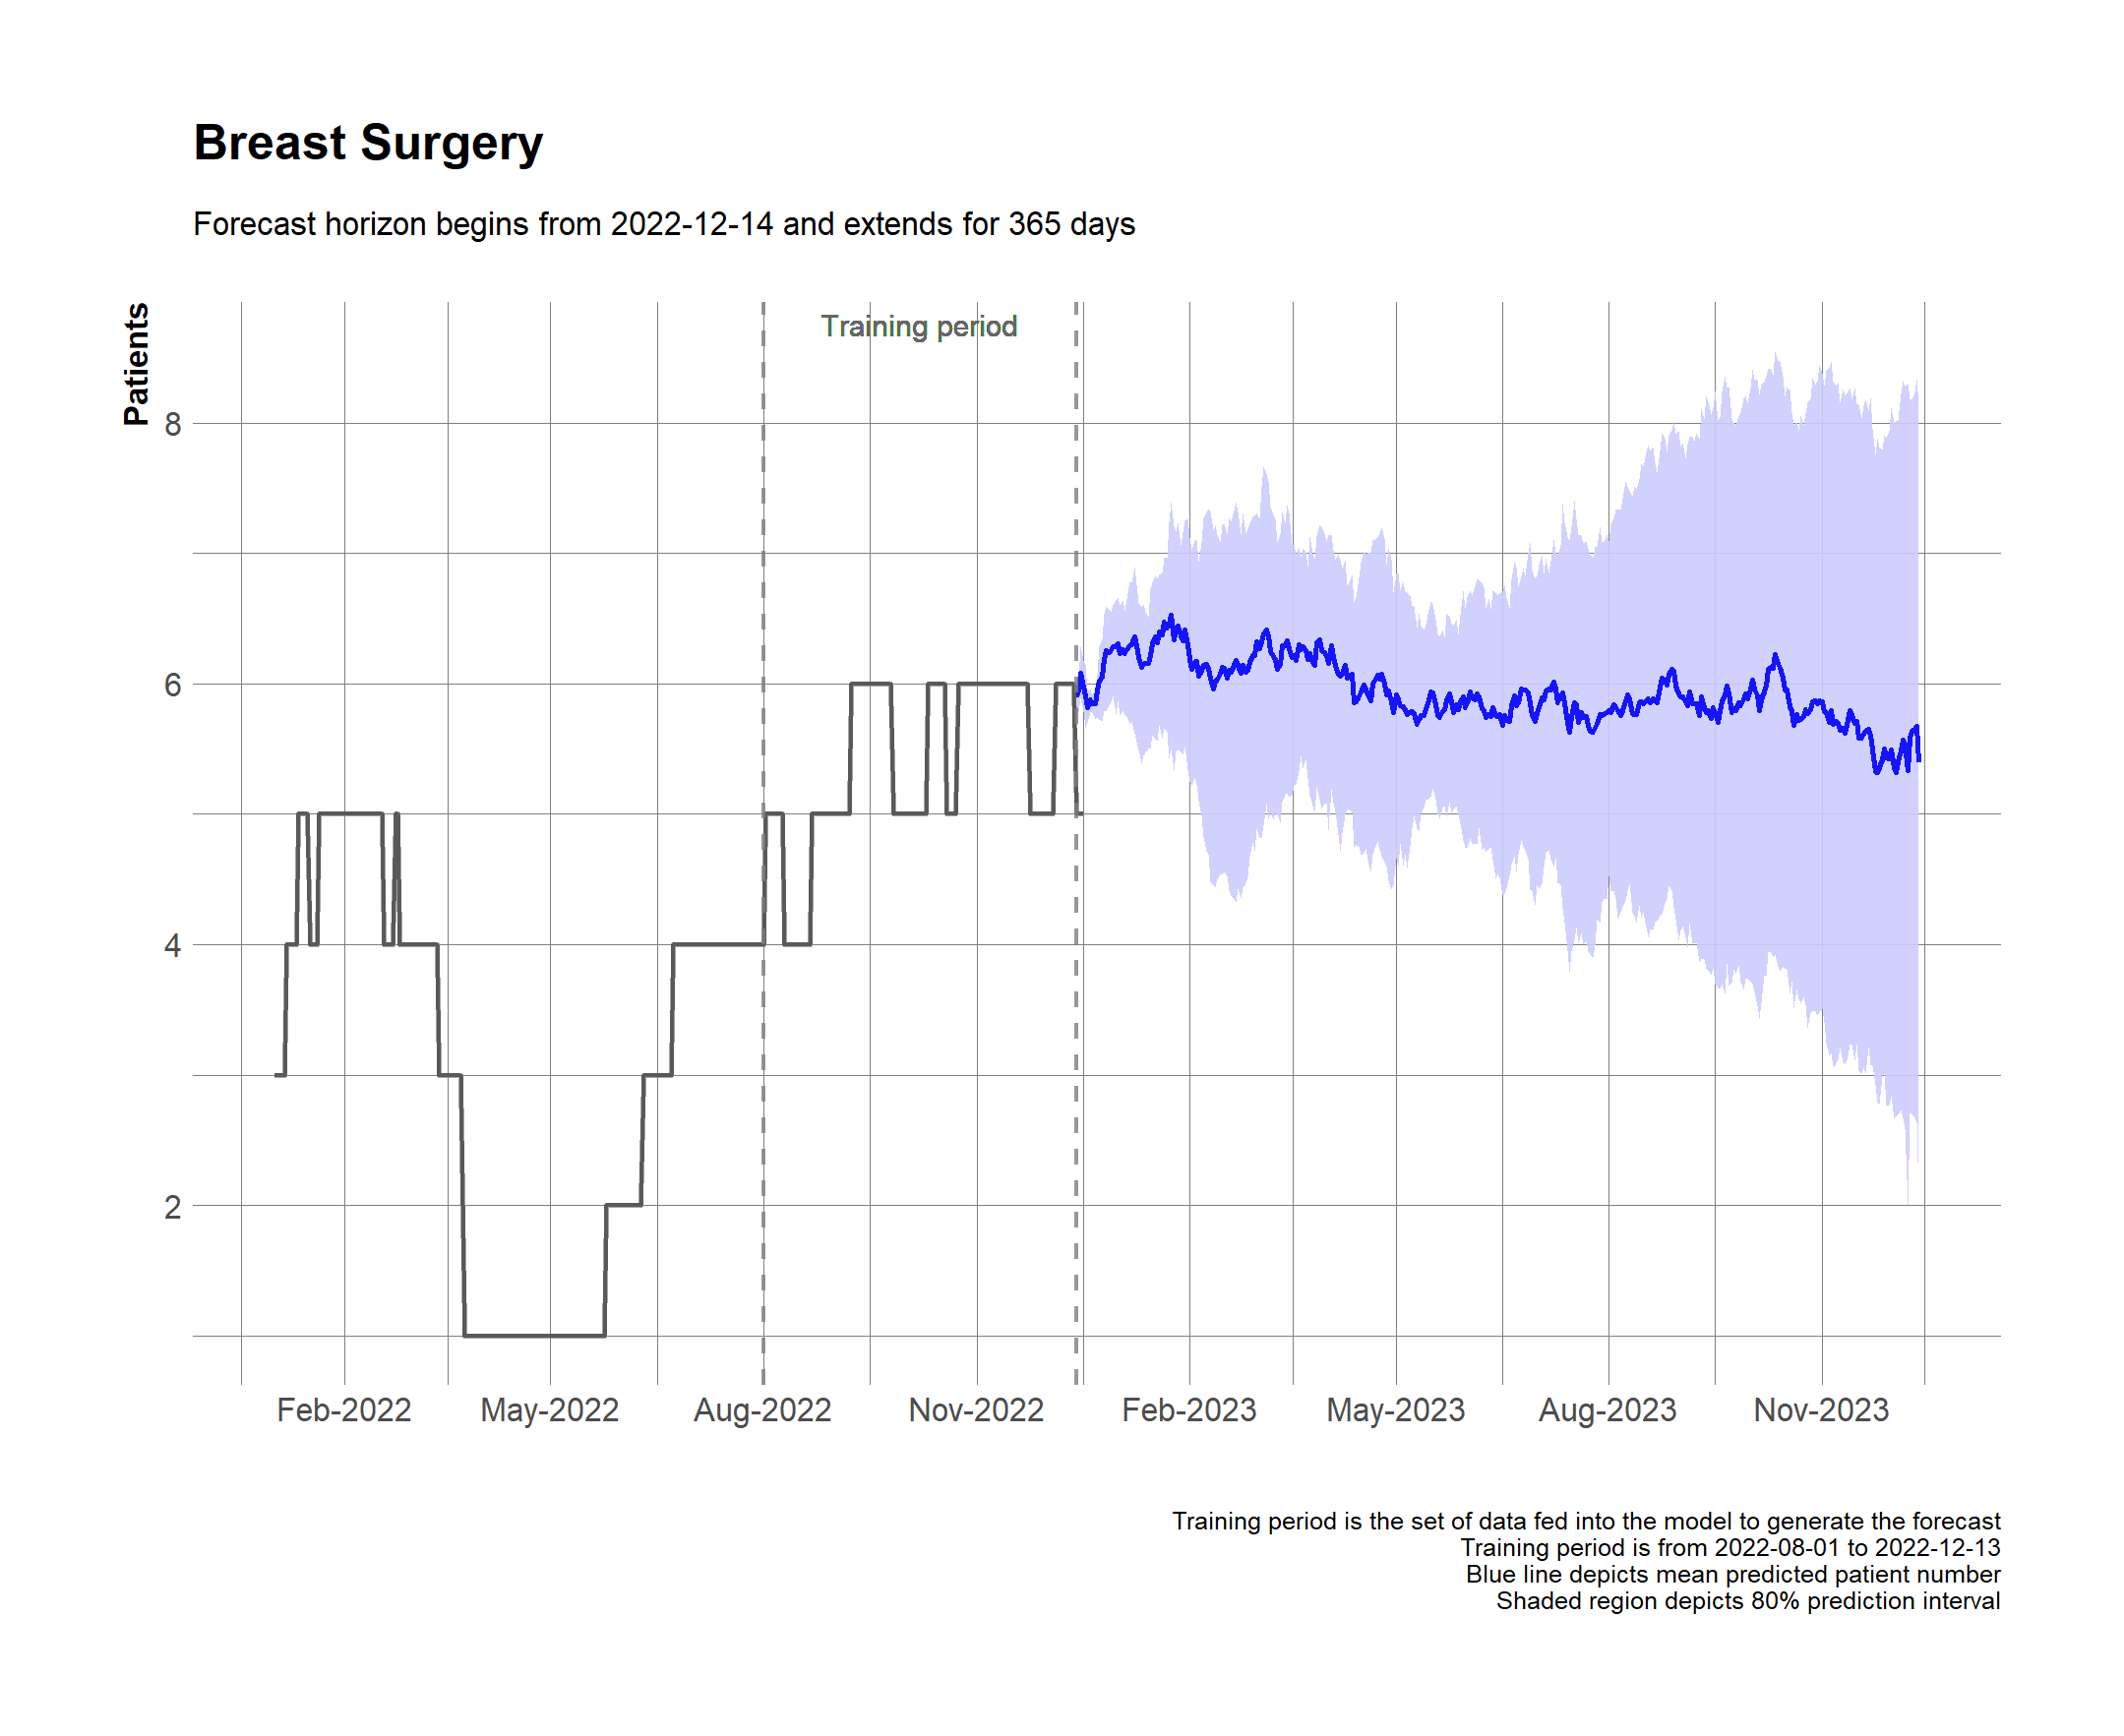 Breast Surgery
Forecast horizon begins from 2022-12-14 and extends for 365 days
Patients
Training period
8
6
4
2
Feb-2022 May-2022 Aug-2022 Nov-2022 Feb-2023 May-2023 Aug-2023 Nov-2023
Training period is the set of data fed into the model to generate the forecast
Training period is from 2022-08-01 to 2022-12-13
Blue line depicts mean predicted patient number
Shaded region depicts 80% prediction interval